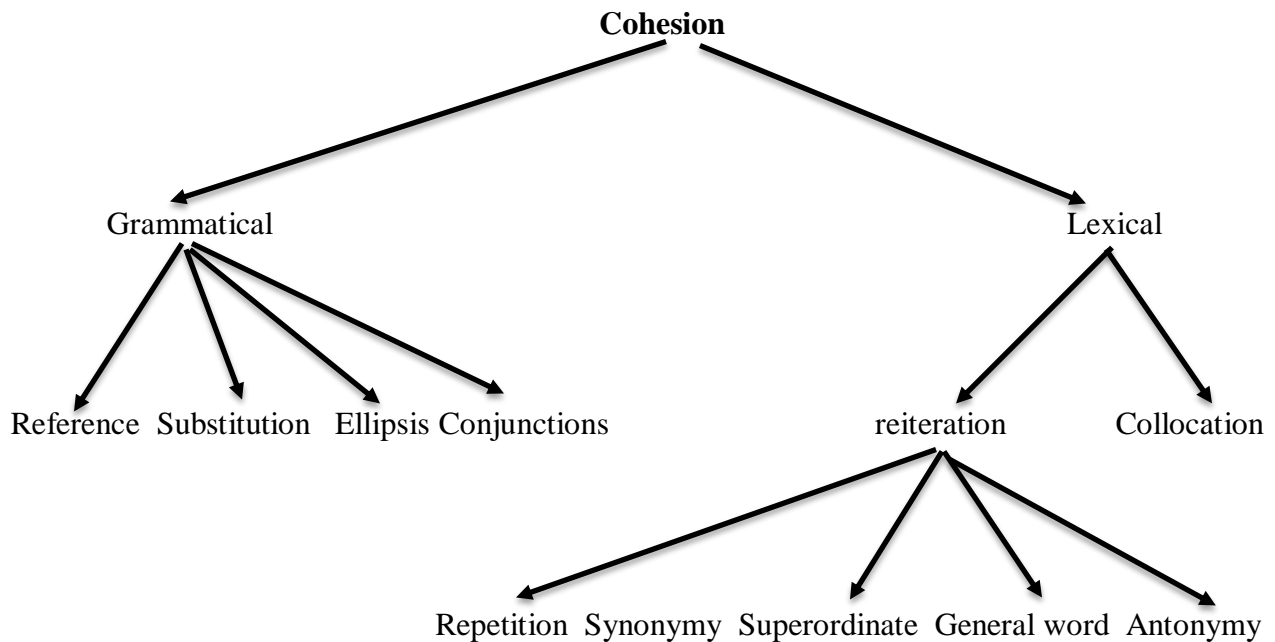 Cohesion
Grammatical Lexical
Reference Substitution Ellipsis Conjunctions reiteration Collocation
Repetition Synonymy Superordinate General word Antonymy